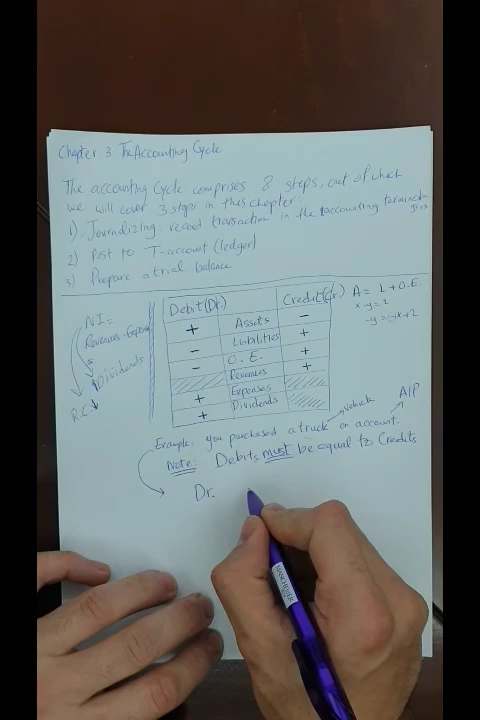 Chapter 3 The Accounting Cycle
The accounting Cycle comprises 8 steps, out of which
we will cover 3 steps in this chapter:
1). Journalizing: record transaction in the accounting
2) Post to T-account (ledger)
3) Prepare a trial balance
NI=
Revenues-Expenses
Dividends
R.E
Debit(Dr.) Credit(Cr.)
+ Assets -
- Liabilities +
- O.E. +
Revenues +
+ Expenses
+ Dividends
A = L + O.E.
x-y=2
-y=-x+2
Vehicle A/P
Example: you purchased a truck on account.
Note: Debits must be equal to Credits
Dr.